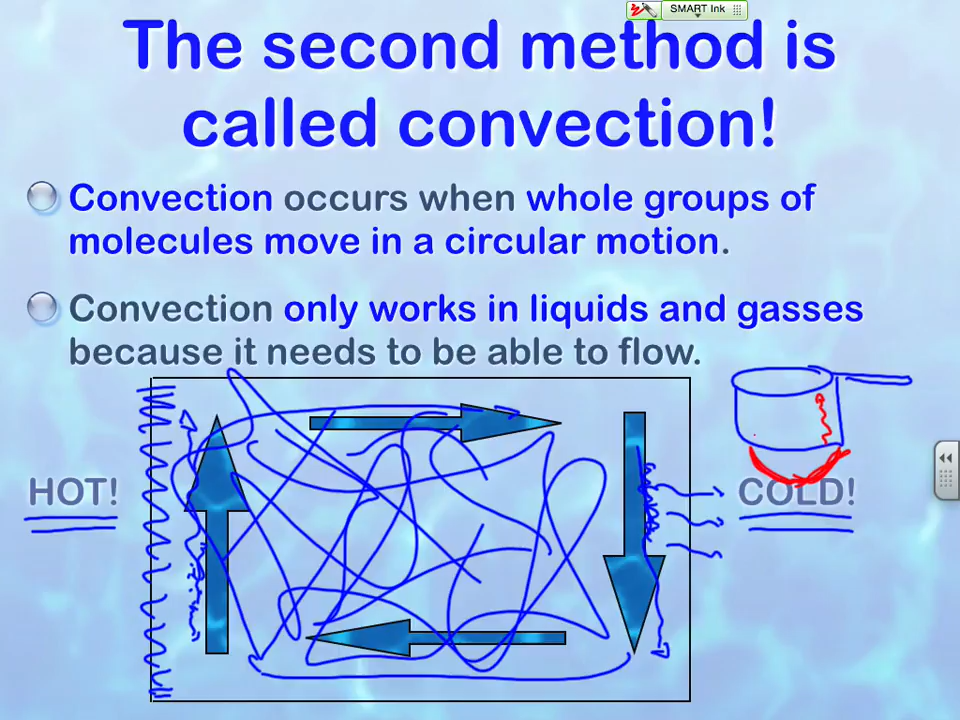 SMART Ink
The second method is
called convection!
Convection occurs when whole groups of
molecules move in a circular motion.
Convection only works in liquids and gasses
because it needs to be able to flow.
HOT!
COLD!